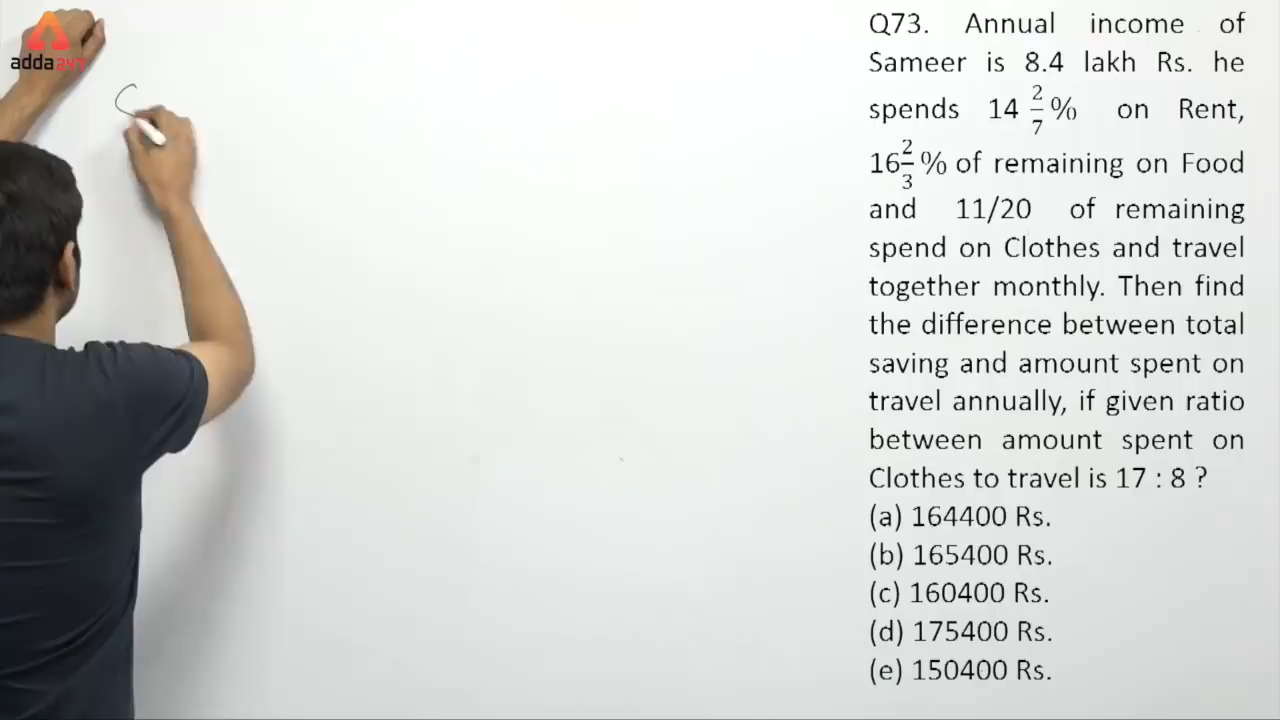 adda247
Q73. Annual income of
Sameer is 8.4 lakh Rs. he
spends 14 2/7 % on Rent,
16 2/3 % of remaining on Food
and 11/20 of remaining
spend on Clothes and travel
together monthly. Then find
the difference between total
saving and amount spent on
travel annually, if given ratio
between amount spent on
Clothes to travel is 17 : 8 ?
(a) 164400 Rs.
(b) 165400 Rs.
(c) 160400 Rs.
(d) 175400 Rs.
(e) 150400 Rs.